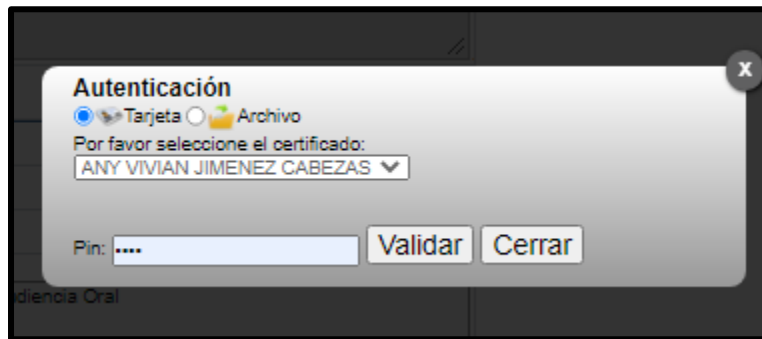 x
Autenticación
Tarjeta Archivo
Por favor seleccione el certificado:
ANY VIVIAN JIMENEZ CABEZAS
Pin: •••• Validar Cerrar
diencia Oral